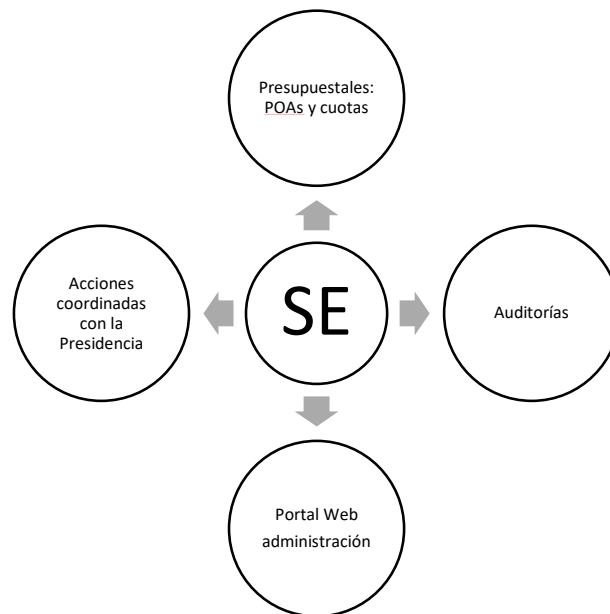 Presupuestales:
POAs y cuotas
Acciones
coordinadas
con la
Presidencia
SE
Auditorías
Portal Web
administración